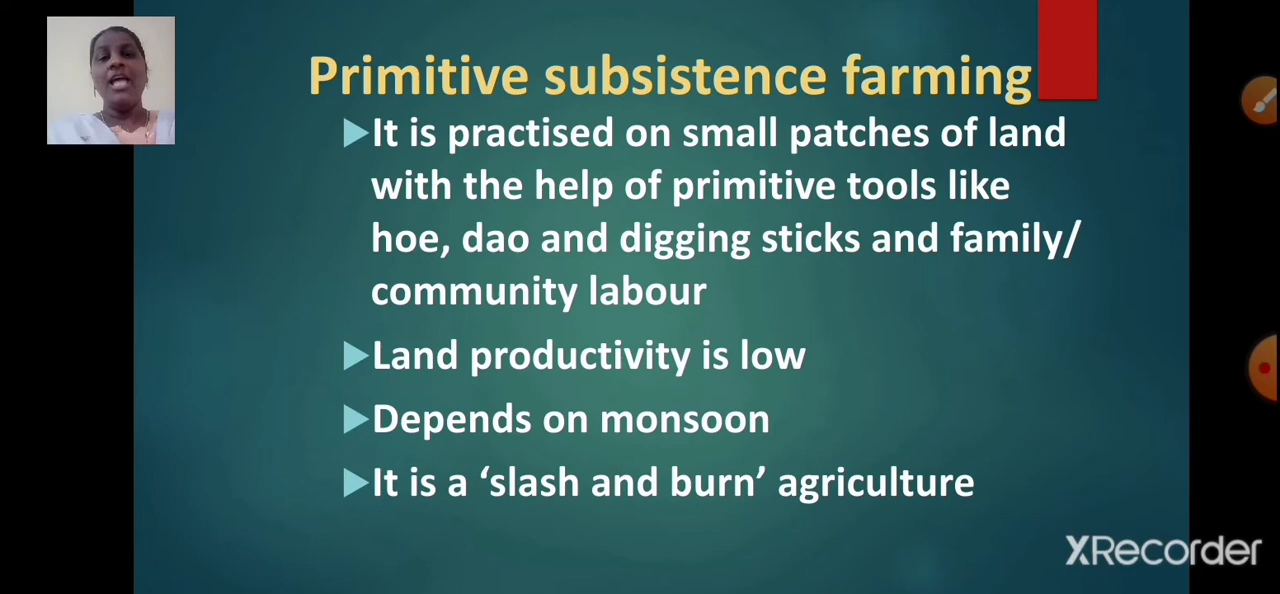 Primitive subsistence farming
It is practised on small patches of land
with the help of primitive tools like
hoe, dao and digging sticks and family/
community labour
Land productivity is low
Depends on monsoon
It is a ‘slash and burn’ agriculture
XRecorder